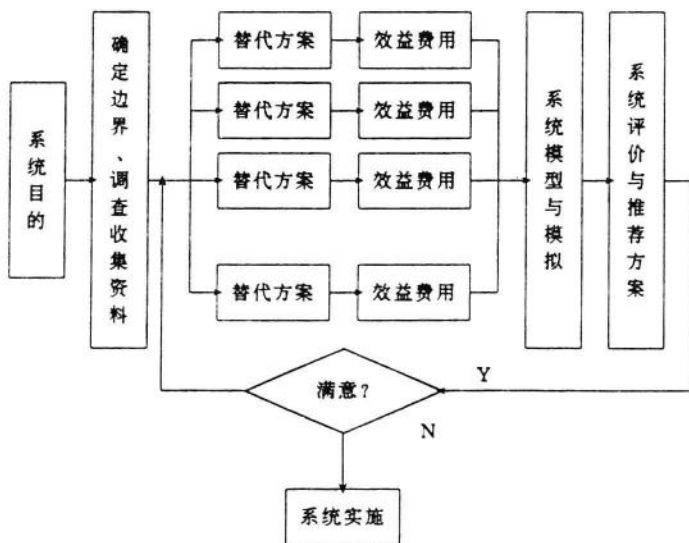 系统目的
确定边界、调查收集资料
替代方案
效益费用
替代方案
效益费用
替代方案
效益费用
替代方案
效益费用
系统模型与模拟
系统评价与推荐方案
满意?
Y
N
系统实施